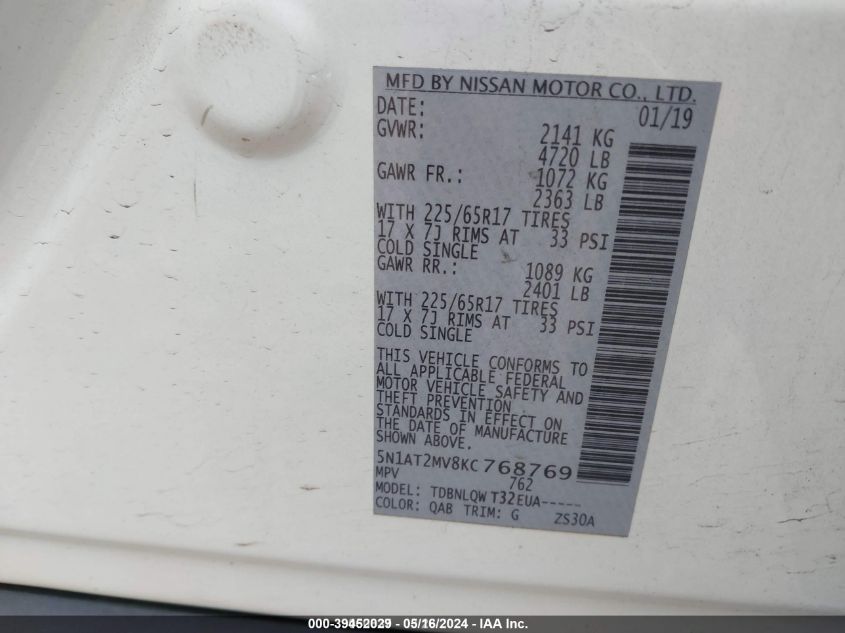 MFD BY NISSAN MOTOR CO., LTD.
DATE: 01/19
GVWR: 2141 KG
4720 LB
GAWR FR.: 1072 KG
2363 LB
WITH 225/65R17 TIRES
17 X 7J RIMS AT 33 PSI
COLD SINGLE
GAWR RR.: 1089 KG
2401 LB
WITH 225/65R17 TIRES
17 X 7J RIMS AT 33 PSI
COLD SINGLE
THIS VEHICLE CONFORMS TO
ALL APPLICABLE FEDERAL
MOTOR VEHICLE SAFETY AND
THEFT PREVENTION
STANDARDS IN EFFECT ON
THE DATE OF MANUFACTURE
SHOWN ABOVE.
5N1AT2MV8KC768769
MPV 762
MODEL: TDBNLQW T32EUA-----
COLOR: QAB TRIM: G ZS30A
000-39452029 - 05/16/2024 - IAA Inc.